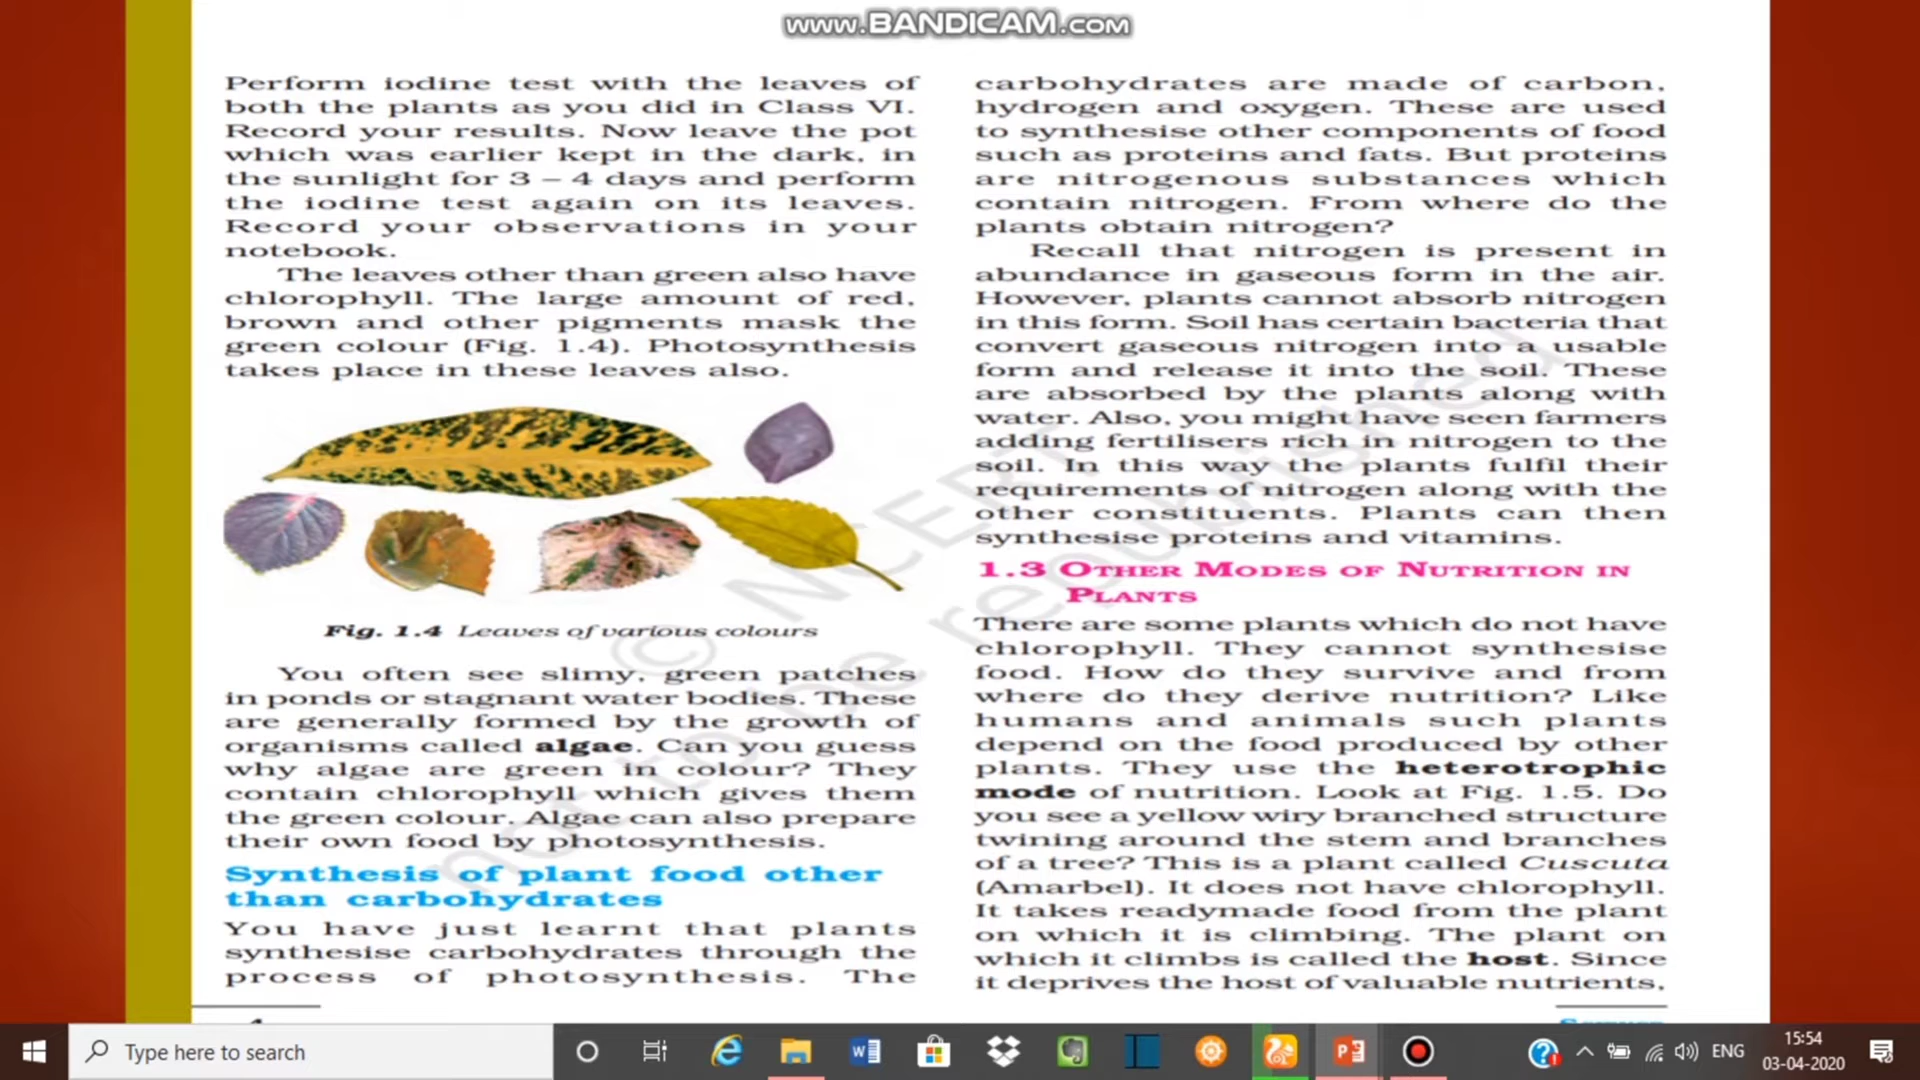 www.BANDICAM.com
Perform iodine test with the leaves of
both the plants as you did in Class VI.
Record your results. Now leave the pot
which was earlier kept in the dark, in
the sunlight for 3 – 4 days and perform
the iodine test again on its leaves.
Record your observations in your
notebook.
The leaves other than green also have
chlorophyll. The large amount of red,
brown and other pigments mask the
green colour (Fig. 1.4). Photosynthesis
takes place in these leaves also.
Fig. 1.4 Leaves of various colours
You often see slimy, green patches
in ponds or stagnant water bodies. These
are generally formed by the growth of
organisms called algae. Can you guess
why algae are green in colour? They
contain chlorophyll which gives them
the green colour. Algae can also prepare
their own food by photosynthesis.
Synthesis of plant food other
than carbohydrates
You have just learnt that plants
synthesise carbohydrates through the
process of photosynthesis. The
carbohydrates are made of carbon,
hydrogen and oxygen. These are used
to synthesise other components of food
such as proteins and fats. But proteins
are nitrogenous substances which
contain nitrogen. From where do the
plants obtain nitrogen?
Recall that nitrogen is present in
abundance in gaseous form in the air.
However, plants cannot absorb nitrogen
in this form. Soil has certain bacteria that
convert gaseous nitrogen into a usable
form and release it into the soil. These
are absorbed by the plants along with
water. Also, you might have seen farmers
adding fertilisers rich in nitrogen to the
soil. In this way the plants fulfil their
requirements of nitrogen along with the
other constituents. Plants can then
synthesise proteins and vitamins.
1.3 OTHER MODES OF NUTRITION IN
PLANTS
There are some plants which do not have
chlorophyll. They cannot synthesise
food. How do they survive and from
where do they derive nutrition? Like
humans and animals such plants
depend on the food produced by other
plants. They use the heterotrophic
mode of nutrition. Look at Fig. 1.5. Do
you see a yellow wiry branched structure
twining around the stem and branches
of a tree? This is a plant called Cuscuta
(Amarbel). It does not have chlorophyll.
It takes readymade food from the plant
on which it is climbing. The plant on
which it climbs is called the host. Since
it deprives the host of valuable nutrients,
© NCERT
not to be republished
Type here to search
ENG
15:54
03-04-2020